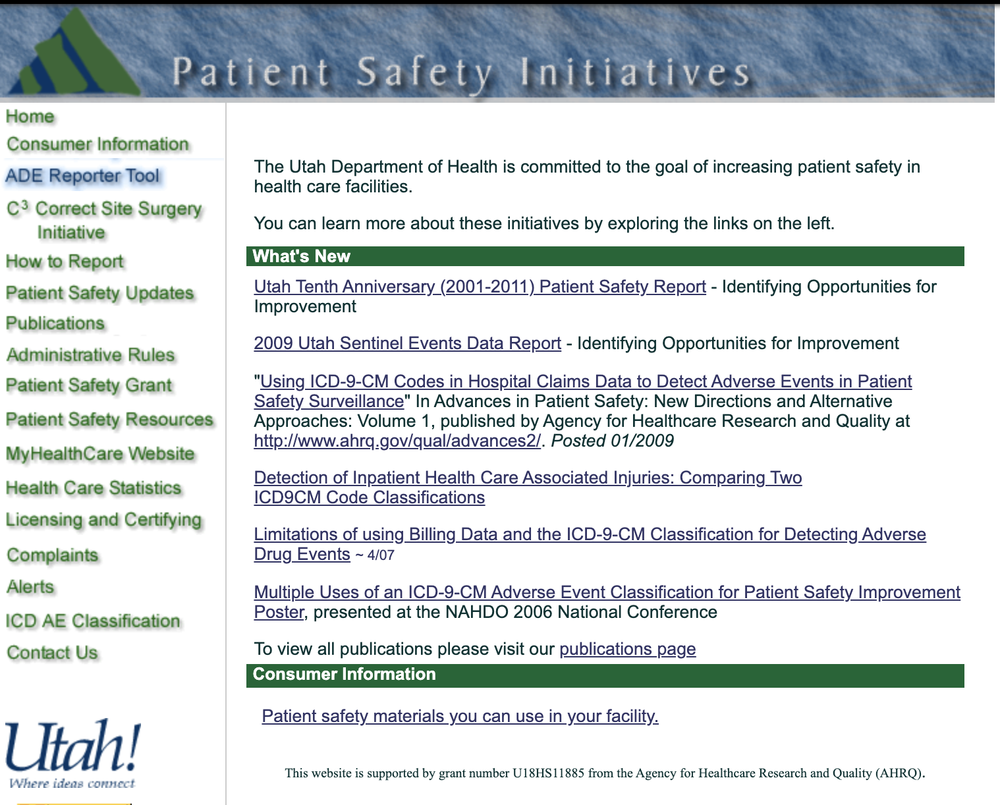 Patient Safety Initiatives
Home
Consumer Information
ADE Reporter Tool
C3 Correct Site Surgery
Initiative
How to Report
Patient Safety Updates
Publications
Administrative Rules
Patient Safety Grant
Patient Safety Resources
MyHealthCare Website
Health Care Statistics
Licensing and Certifying
Complaints
Alerts
ICD AE Classification
Contact Us
Utah!
Where ideas connect
The Utah Department of Health is committed to the goal of increasing patient safety in
health care facilities.
You can learn more about these initiatives by exploring the links on the left.
What's New
Utah Tenth Anniversary (2001-2011) Patient Safety Report - Identifying Opportunities for
Improvement
2009 Utah Sentinel Events Data Report - Identifying Opportunities for Improvement
"Using ICD-9-CM Codes in Hospital Claims Data to Detect Adverse Events in Patient
Safety Surveillance" In Advances in Patient Safety: New Directions and Alternative
Approaches: Volume 1, published by Agency for Healthcare Research and Quality at
http://www.ahrq.gov/qual/advances2/. Posted 01/2009
Detection of Inpatient Health Care Associated Injuries: Comparing Two
ICD9CM Code Classifications
Limitations of using Billing Data and the ICD-9-CM Classification for Detecting Adverse
Drug Events ~ 4/07
Multiple Uses of an ICD-9-CM Adverse Event Classification for Patient Safety Improvement
Poster, presented at the NAHDO 2006 National Conference
To view all publications please visit our publications page
Consumer Information
Patient safety materials you can use in your facility.
This website is supported by grant number U18HS11885 from the Agency for Healthcare Research and Quality (AHRQ).